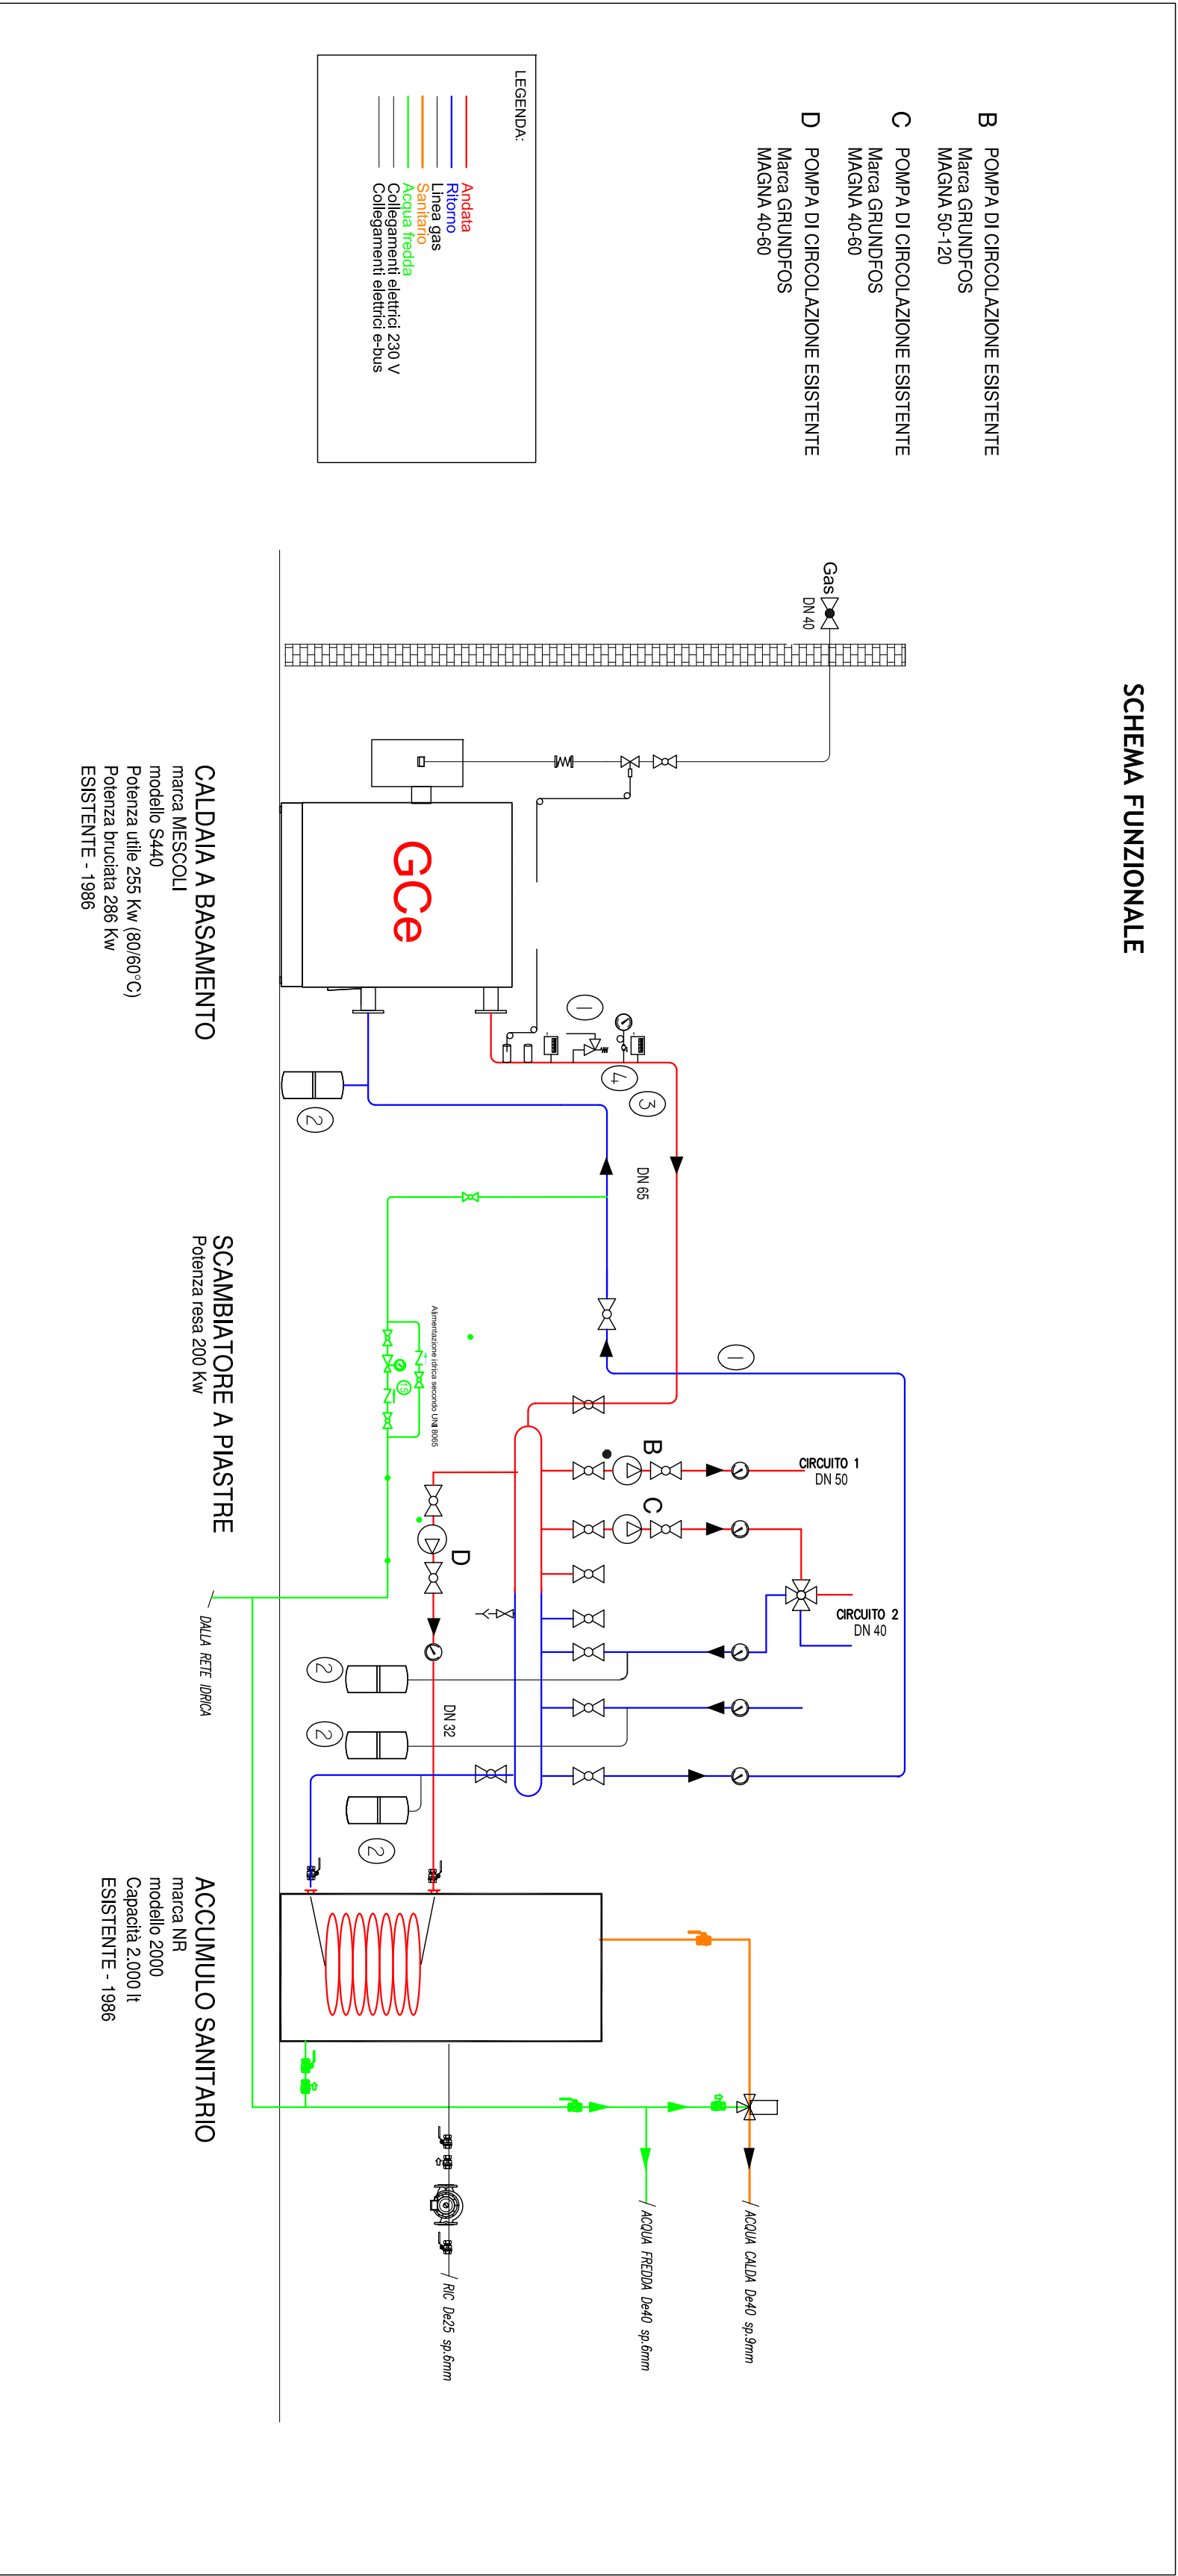 SCHEMA FUNZIONALE
B POMPA DI CIRCOLAZIONE ESISTENTE
Marca GRUNDFOS
MAGNA 50-120
C POMPA DI CIRCOLAZIONE ESISTENTE
Marca GRUNDFOS
MAGNA 40-60
D POMPA DI CIRCOLAZIONE ESISTENTE
Marca GRUNDFOS
MAGNA 40-60
LEGENDA:
Andata
Ritorno
Linea gas
Sanitario
Acqua fredda
Collegamenti elettrici 230 V
Collegamenti elettrici e-bus
Gas
DN 40
GCe
1
4
3
2
DN 65
1
CIRCUITO 1
DN 50
B
C
CIRCUITO 2
DN 40
D
DN 32
2
2
2
Alimentazione idrica secondo UNI 8065
15
DALLA RETE IDRICA
ACQUA CALDA De40 sp.9mm
ACQUA FREDDA De40 sp.6mm
RIC De25 sp.6mm
CALDAIA A BASAMENTO
marca MESCOLI
modello S440
Potenza utile 255 Kw (80/60°C)
Potenza bruciata 286 Kw
ESISTENTE - 1986
SCAMBIATORE A PIASTRE
Potenza resa 200 Kw
ACCUMULO SANITARIO
marca NR
modello 2000
Capacità 2.000 lt
ESISTENTE - 1986